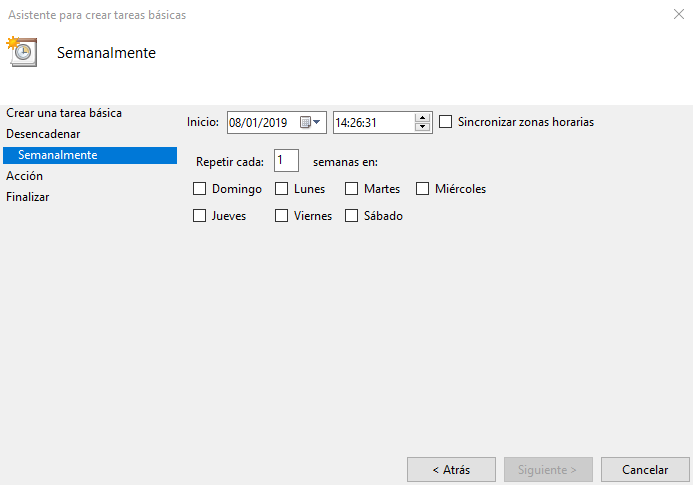 Asistente para crear tareas básicas
Semanalmente
Crear una tarea básica
Desencadenar
Semanalmente
Acción
Finalizar
Inicio: 08/01/2019 14:26:31 Sincronizar zonas horarias
Repetir cada: 1 semanas en:
Domingo Lunes Martes Miércoles
Jueves Viernes Sábado
< Atrás Siguiente > Cancelar